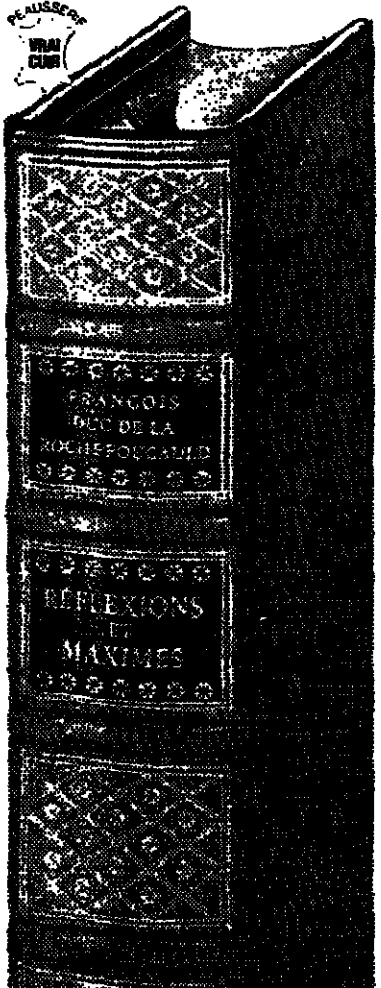 PEAUSSERIE
VRAI
CUIR
FRANÇOIS
DUC DE LA
ROCHEFOUCAULD
RÉFLEXIONS
ET
MAXIMES